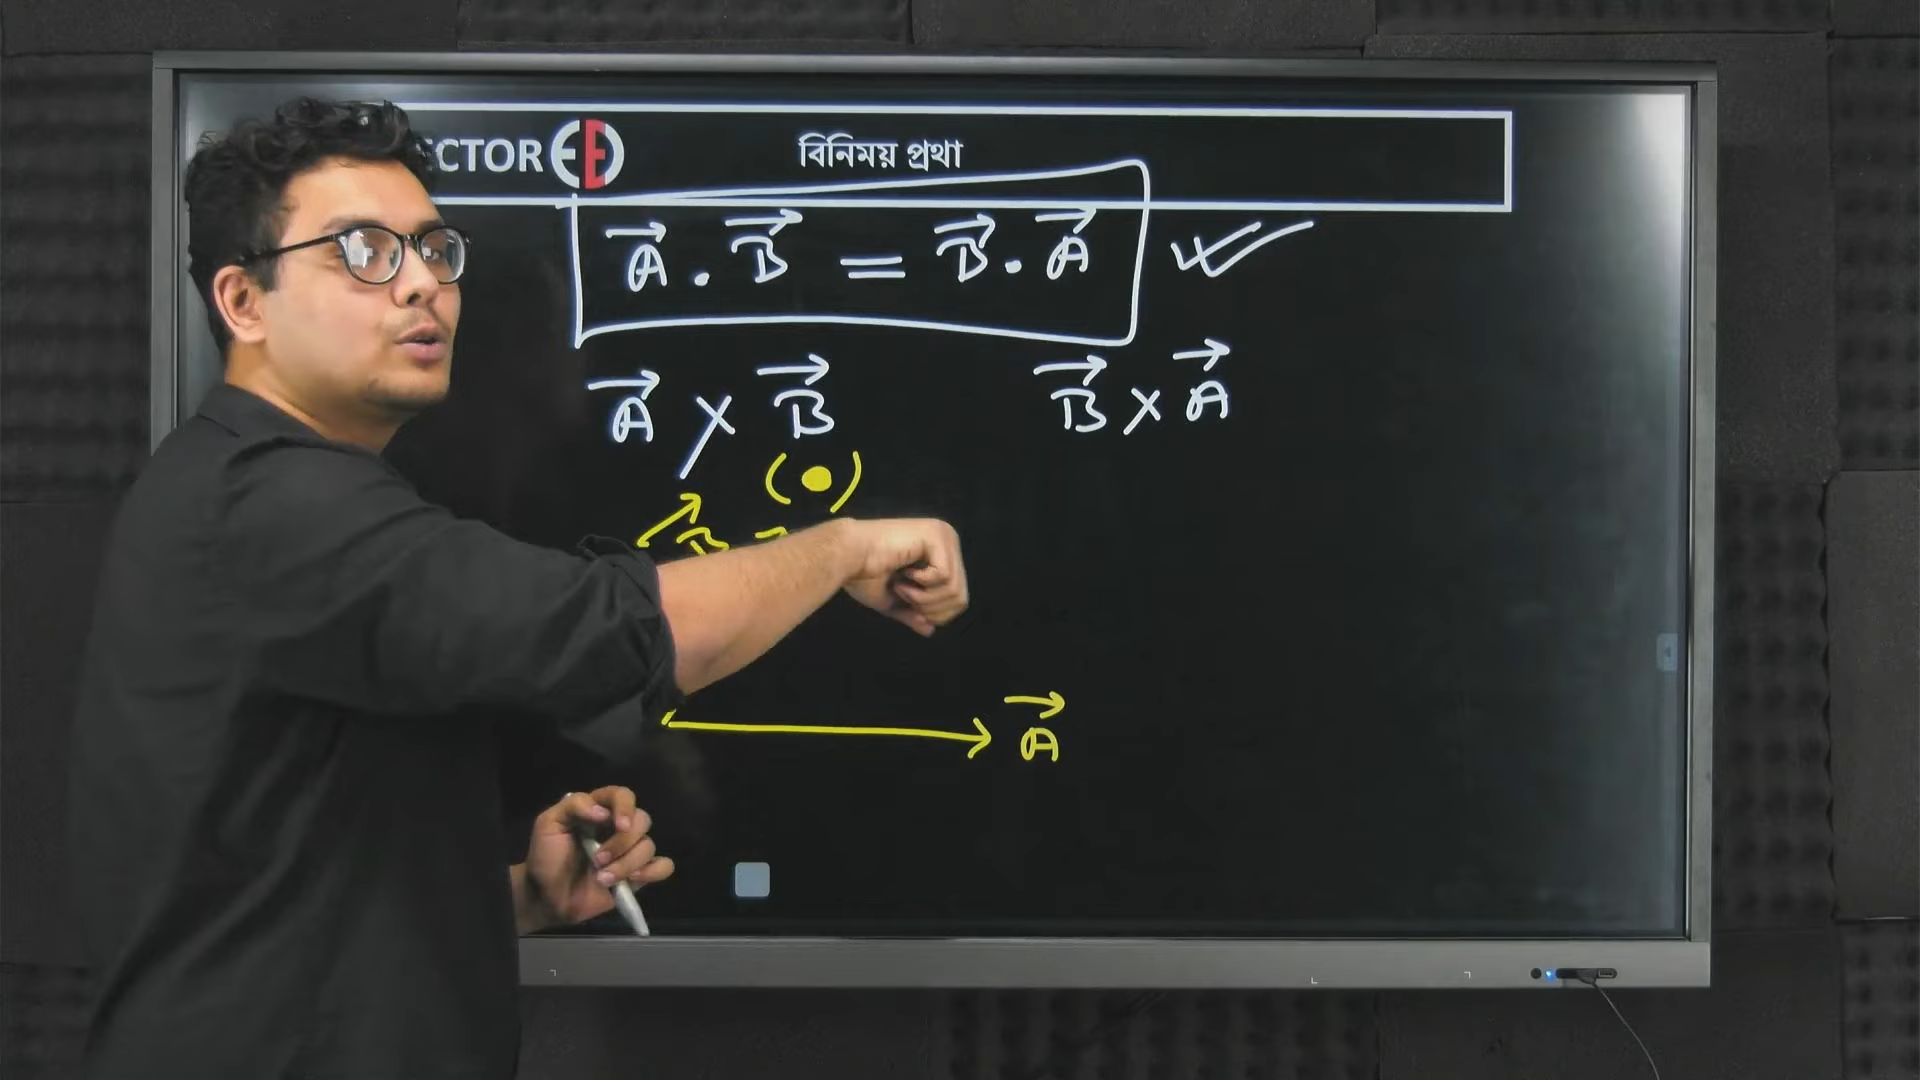 ECTOR E বিনিময় প্রথা
A⃗ . B⃗ = B⃗ . A⃗
A⃗ × B⃗ B⃗ × A⃗
(•)
B
A⃗